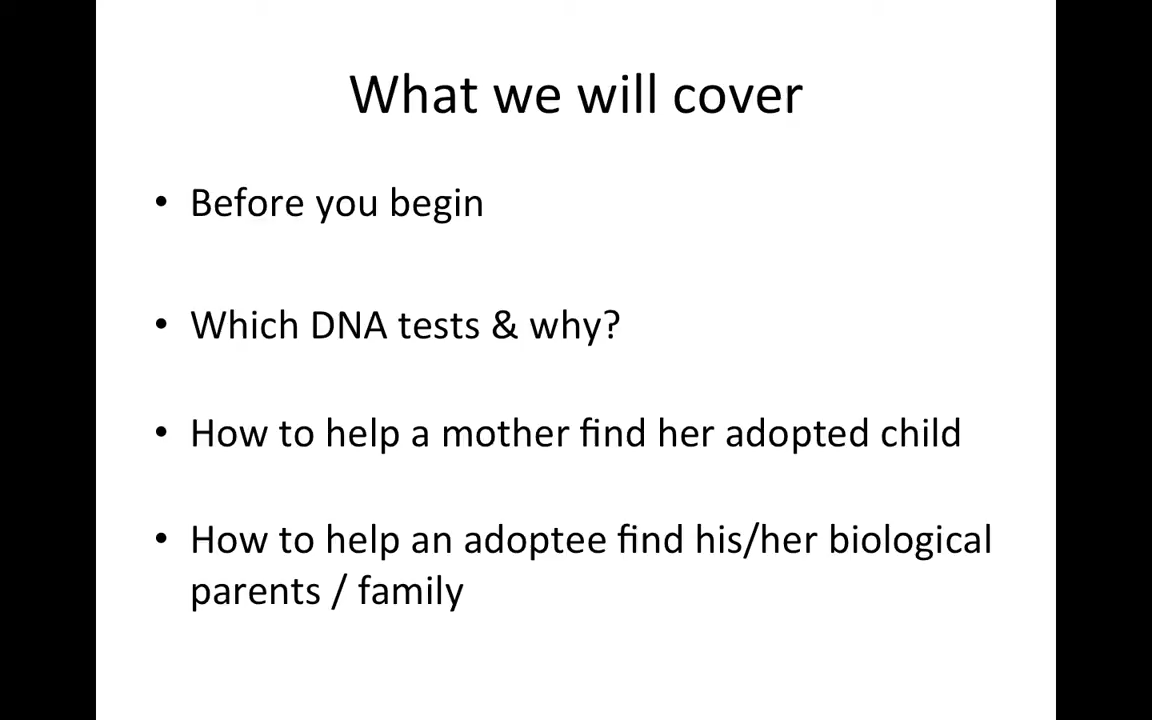 What we will cover
• Before you begin
• Which DNA tests & why?
• How to help a mother find her adopted child
• How to help an adoptee find his/her biological
parents / family